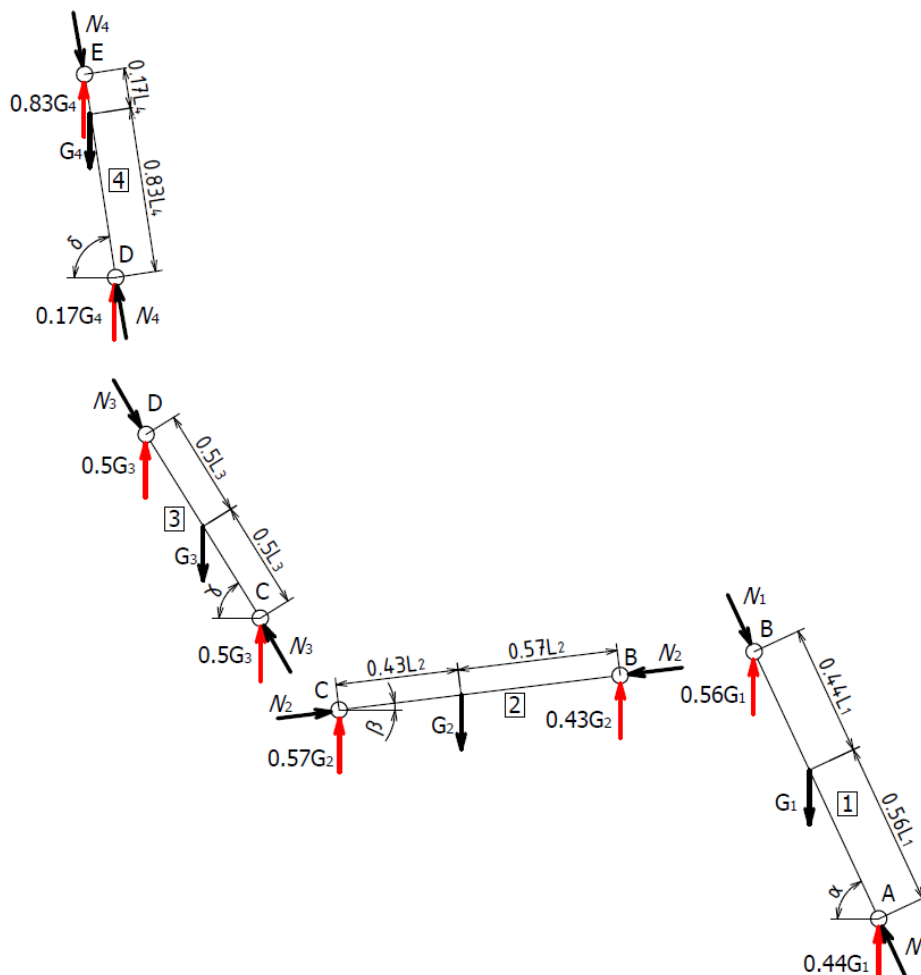 N4
E
0.17L4
0.83G4
G4
4
0.83L4
δ
D
0.17G4
N4
N3
D
0.5L3
0.5G3
3
0.5L3
G3
φ
C
0.5G3
N3
N1
B
0.44L1
0.56G1
0.43L2
0.57L2
B
N2
C
N2
β
G2
2
0.43G2
0.57G2
G1
1
0.56L1
α
A
0.44G1
N